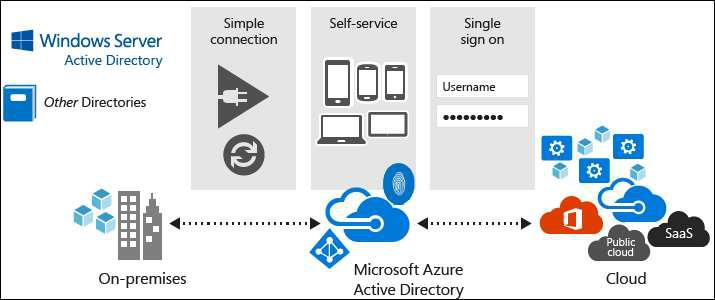 Windows Server
Active Directory
Other Directories
Simple
connection
Self-service
Single
sign on
Username
●●●●●●●●●
On-premises
Microsoft Azure
Active Directory
Public
cloud
SaaS
Cloud